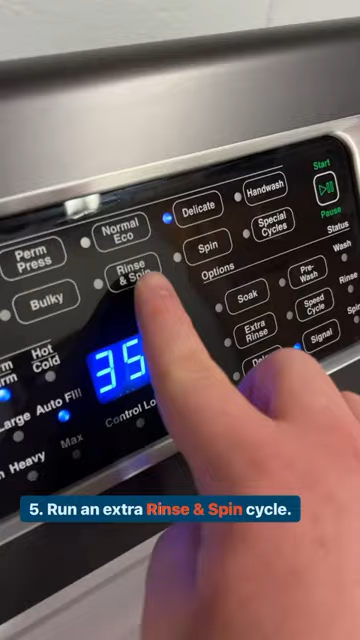 Start
Pause
Handwash
Delicate
Normal
Eco
Perm
Press
Special
Cycles
Status
Spin
Rinse
& Spin
Bulky
Options
Wash
Pre-
Wash
Soak
Rinse
Speed
Cycle
Extra
Rinse
Signal
Hot
Cold
35
Auto Fill
Control
Max
Heavy
5. Run an extra Rinse & Spin cycle.